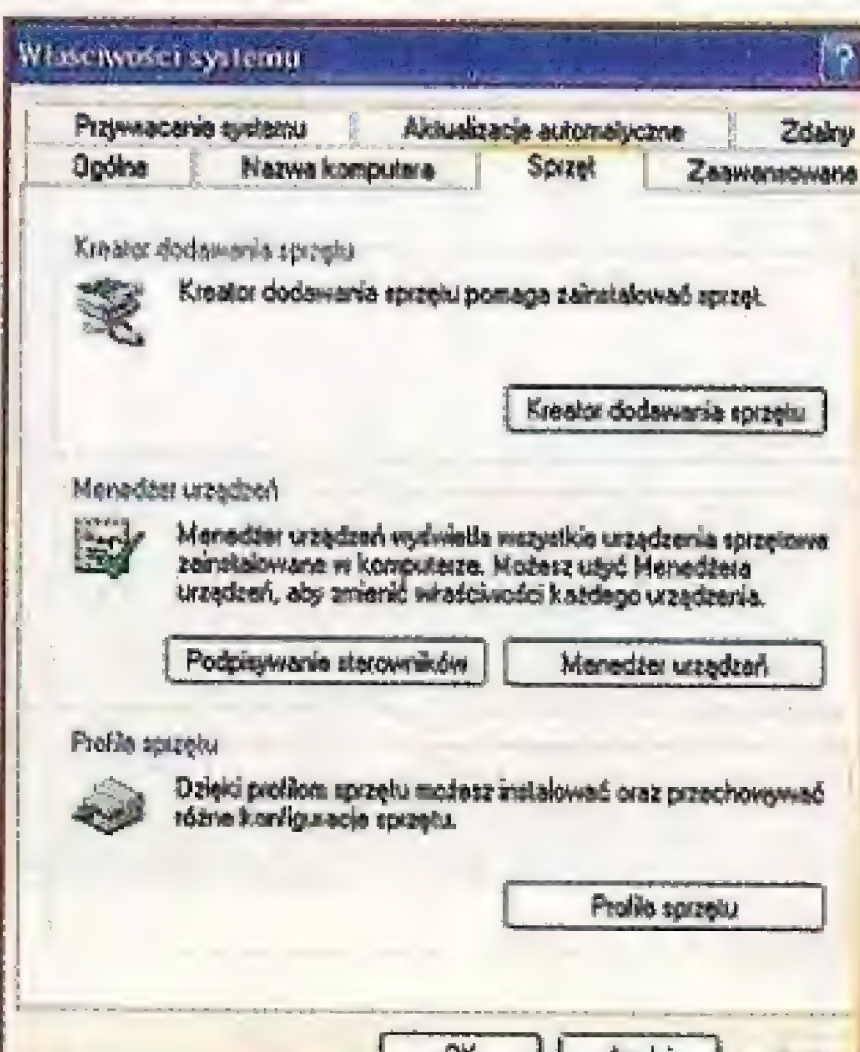 Właściwości systemu
Przywracanie systemu Aktualizacje automatyczne Zdalny
Ogólne Nazwa komputera Sprzęt Zaawansowane
Kreator dodawania sprzętu
Kreator dodawania sprzętu pomaga zainstalować sprzęt.
Kreator dodawania sprzętu
Menedżer urządzeń
Menedżer urządzeń wyświetla wszystkie urządzenia sprzętowe
zainstalowane w komputerze. Możesz użyć Menedżera
urządzeń, aby zmienić właściwości każdego urządzenia.
Podpisywanie sterowników Menedżer urządzeń
Profile sprzętu
Dzięki profilom sprzętu możesz instalować oraz przechowywać
różne konfiguracje sprzętu.
Profile sprzętu
OK